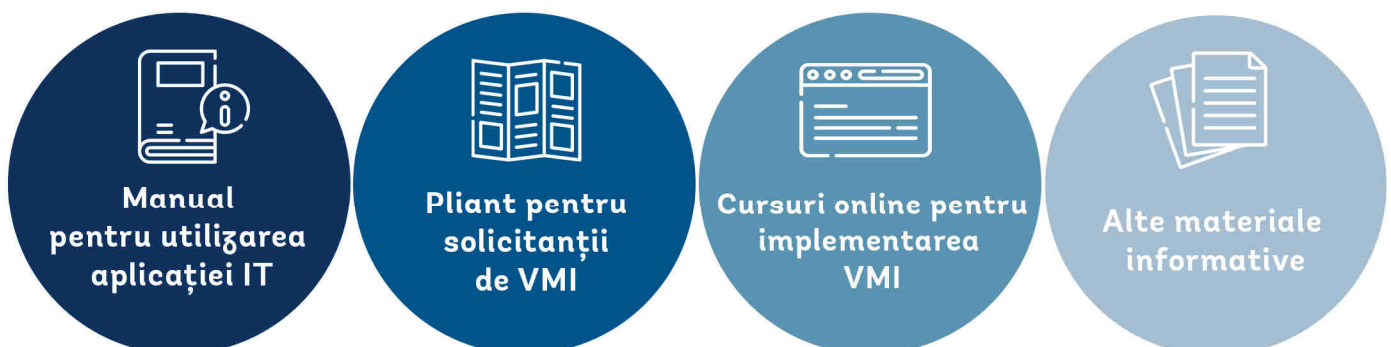 Manual
pentru utilizarea
aplicației IT
Pliant pentru
solicitanții
de VMI
Cursuri online pentru
implementarea
VMI
Alte materiale
informative